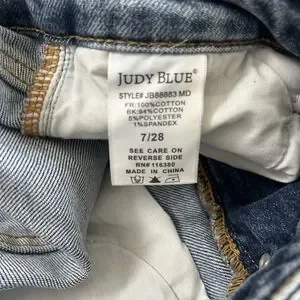 JUDY BLUE®
STYLE# JB88883 MD
FR:100%COTTON
BK:94%COTTON
5%POLYESTER
1%SPANDEX
7/28
SEE CARE ON
REVERSE SIDE
RN# 116380
MADE IN CHINA